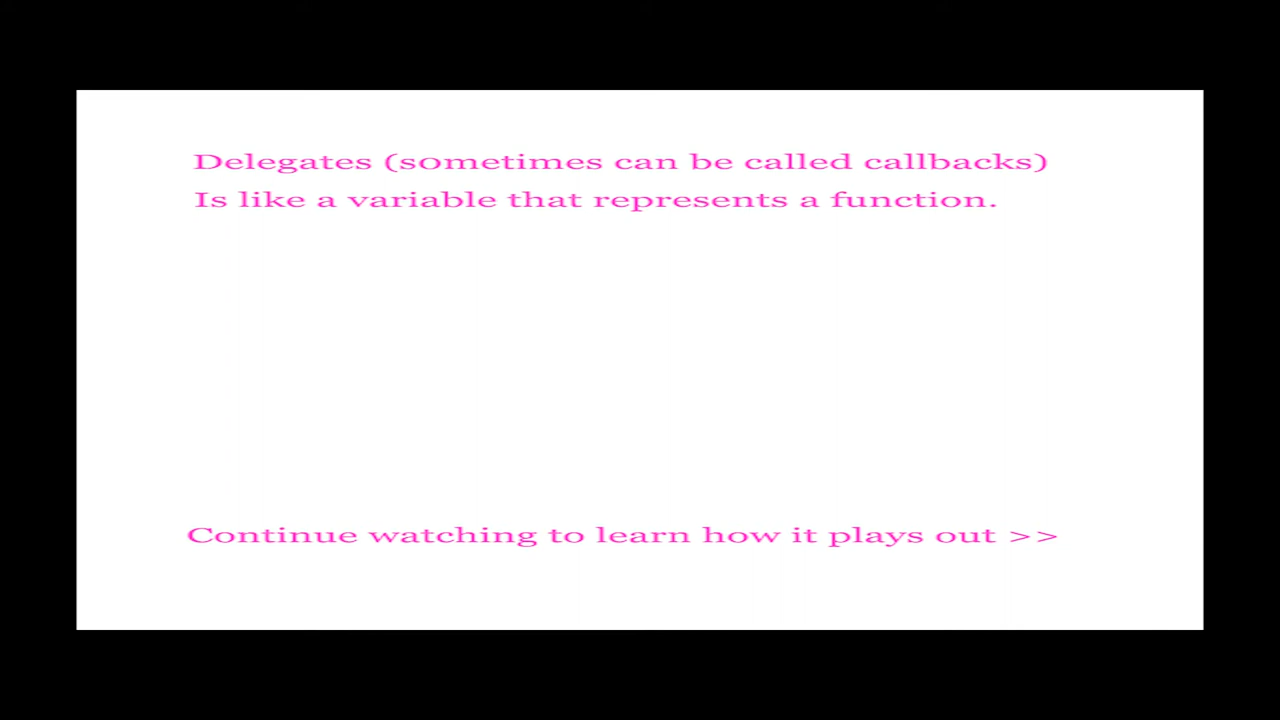 Delegates (sometimes can be called callbacks)
Is like a variable that represents a function.
Continue watching to learn how it plays out >>